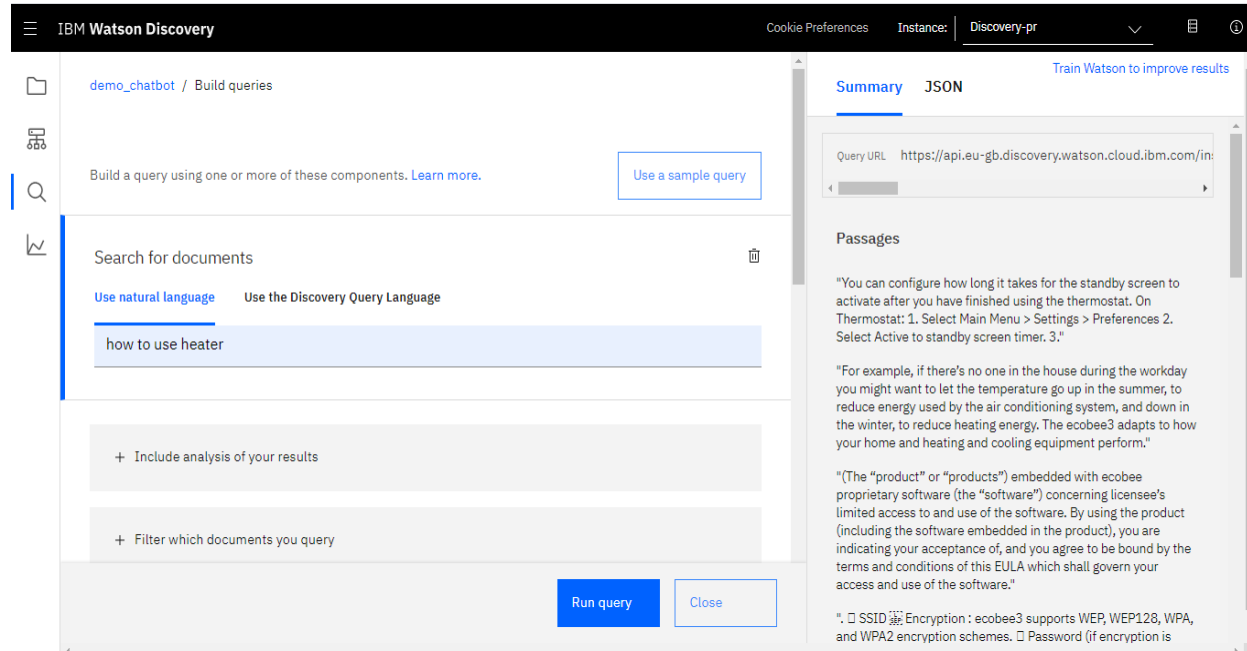 IBM Watson Discovery
Cookie Preferences
Instance:
Discovery-pr
demo_chatbot / Build queries
Build a query using one or more of these components. Learn more.
Use a sample query
Search for documents
Use natural language
Use the Discovery Query Language
how to use heater
+ Include analysis of your results
+ Filter which documents you query
Run query
Close
Train Watson to improve results
Summary
JSON
Query URL https://api.eu-gb.discovery.watson.cloud.ibm.com/in
Passages
"You can configure how long it takes for the standby screen to
activate after you have finished using the thermostat. On
Thermostat: 1. Select Main Menu > Settings > Preferences 2.
Select Active to standby screen timer. 3."
"For example, if there's no one in the house during the workday
you might want to let the temperature go up in the summer, to
reduce energy used by the air conditioning system, and down in
the winter, to reduce heating energy. The ecobee3 adapts to how
your home and heating and cooling equipment perform."
"(The “product” or “products”) embedded with ecobee
proprietary software (the “software”) concerning licensee's
limited access to and use of the software. By using the product
(including the software embedded in the product), you are
indicating your acceptance of, and you agree to be bound by the
terms and conditions of this EULA which shall govern your
access and use of the software."
". SSID Encryption : ecobee3 supports WEP, WEP128, WPA,
and WPA2 encryption schemes. Password (if encryption is